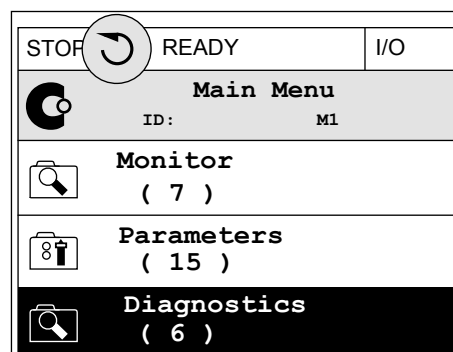 STOP READY I/O
Main Menu
ID: M1
Monitor
( 7 )
Parameters
( 15 )
Diagnostics
( 6 )